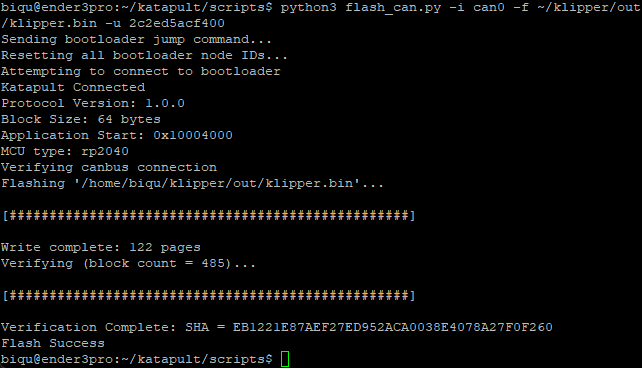 biqu@ender3pro:~/katapult/scripts$ python3 flash_can.py -i can0 -f ~/klipper/out
/klipper.bin -u 2c2ed5acf400
Sending bootloader jump command...
Resetting all bootloader node IDs...
Attempting to connect to bootloader
Katapult Connected
Protocol Version: 1.0.0
Block Size: 64 bytes
Application Start: 0x10004000
MCU type: rp2040
Verifying canbus connection
Flashing '/home/biqu/klipper/out/klipper.bin'...
[##################################################]
Write complete: 122 pages
Verifying (block count = 485)...
[##################################################]
Verification Complete: SHA = EB1221E87AEF27ED952ACA0038E4078A27F0F260
Flash Success
biqu@ender3pro:~/katapult/scripts$